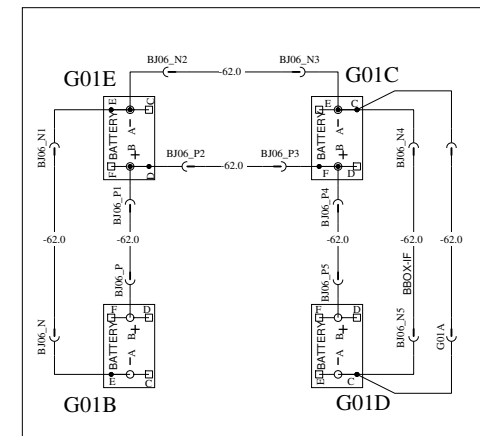 BJ06_N2
-62.0
BJ06_N3
G01E
G01C
E
C
A
-
BATTERY
B
+
F
D
E
C
A
-
BATTERY
B
+
F
D
BJ06_N1
BJ06_P2
-62.0
BJ06_P3
BJ06_N4
BJ06_P1
BJ06_P4
-62.0
-62.0
-62.0
-62.0
-62.0
BBOX-IF
BJ06_P
BJ06_P5
BJ06_N
BJ06_N5
G01A
F
D
B
+
BATTERY
A
-
E
C
F
D
B
+
BATTERY
A
-
E
C
G01B
G01D